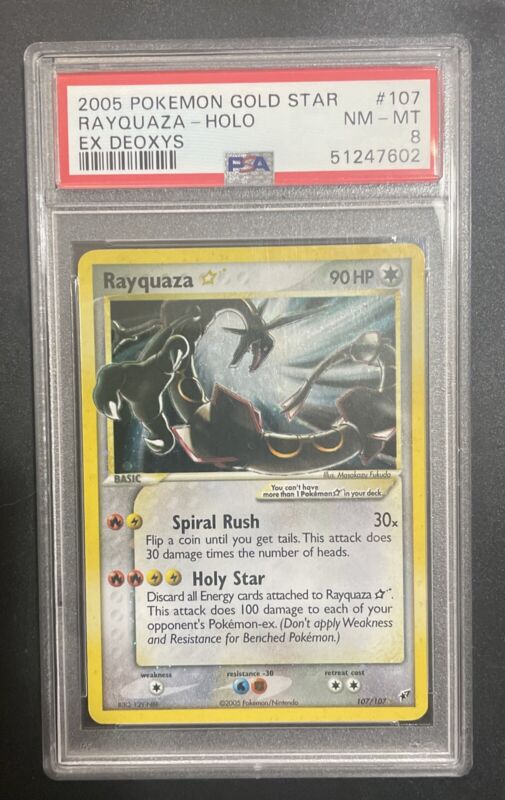 2005 POKEMON GOLD STAR #107
RAYQUAZA - HOLO NM - MT
EX DEOXYS 8
51247602
PSA
Rayquaza ☆ 90 HP
BASIC
Illus. Masakazu Fukuda
You can't have
more than 1 Pokémon ☆ in your deck.
Spiral Rush 30x
Flip a coin until you get tails. This attack does
30 damage times the number of heads.
Holy Star
Discard all Energy cards attached to Rayquaza ☆.
This attack does 100 damage to each of your
opponent's Pokémon-ex. (Don't apply Weakness
and Resistance for Benched Pokémon.)
weakness resistance -30 retreat cost
©2005 Pokémon/Nintendo 107/107